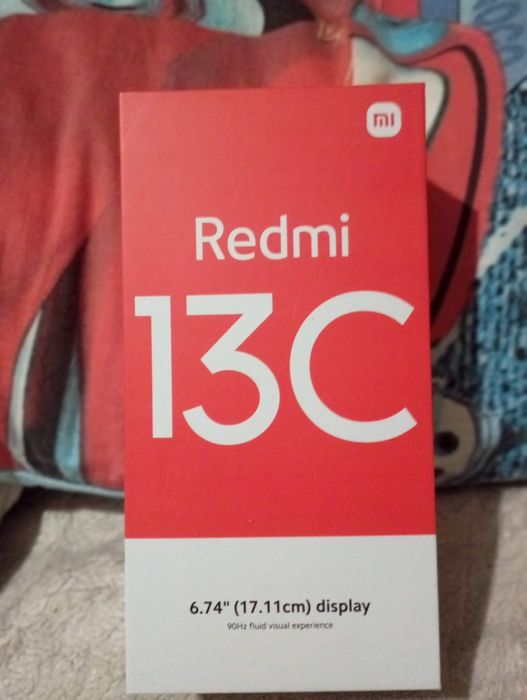 mi
Redmi
13C
6.74" (17.11cm) display
90Hz fluid visual experience